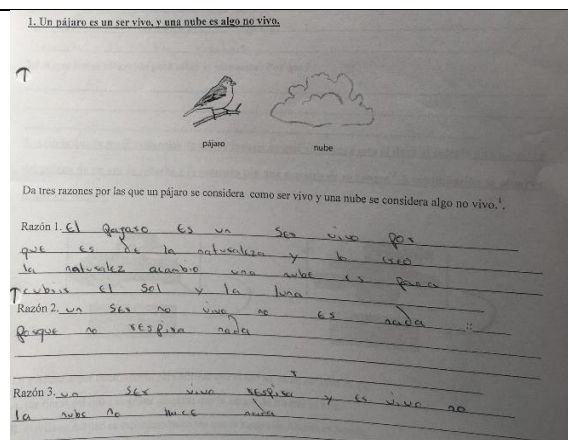 1. Un pájaro es un ser vivo, y una nube es algo no vivo.
pájaro nube
Da tres razones por las que un pájaro se considera como ser vivo y una nube se considera algo no vivo.
Razón 1. El pajaro es un ser vivo por
que es de la naturaleza y lo creo
la naturalez acambio una nube es para
cubrir el sol y la luna
Razón 2. un ser no vivo no es nada
porque no respira nada
Razón 3. un ser vivo respira y es vivo no
la nube no nada